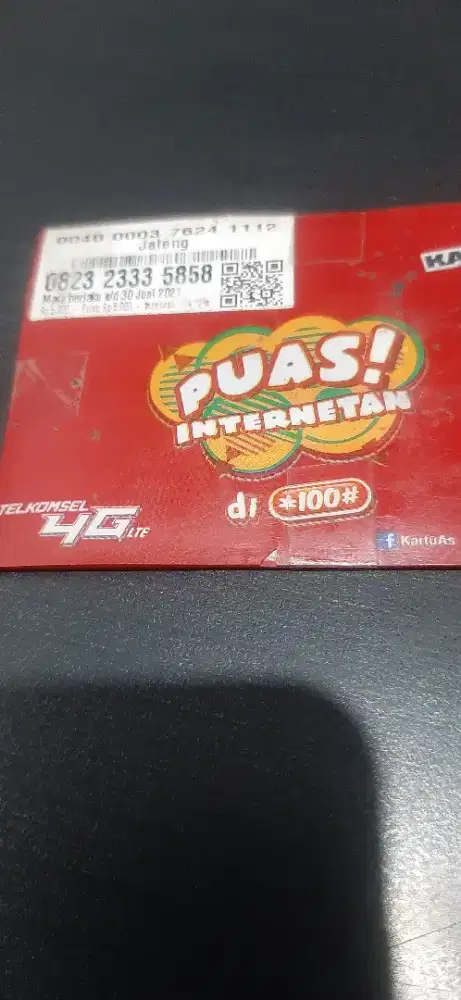 0040 0003 7624 1112
Jateng
0823 2333 5858
Masa berlaku s/d 30 Juni 2021
KA
PUAS!
INTERNETAN
di *100#
TELKOMSEL
4G LTE
f KartuAs